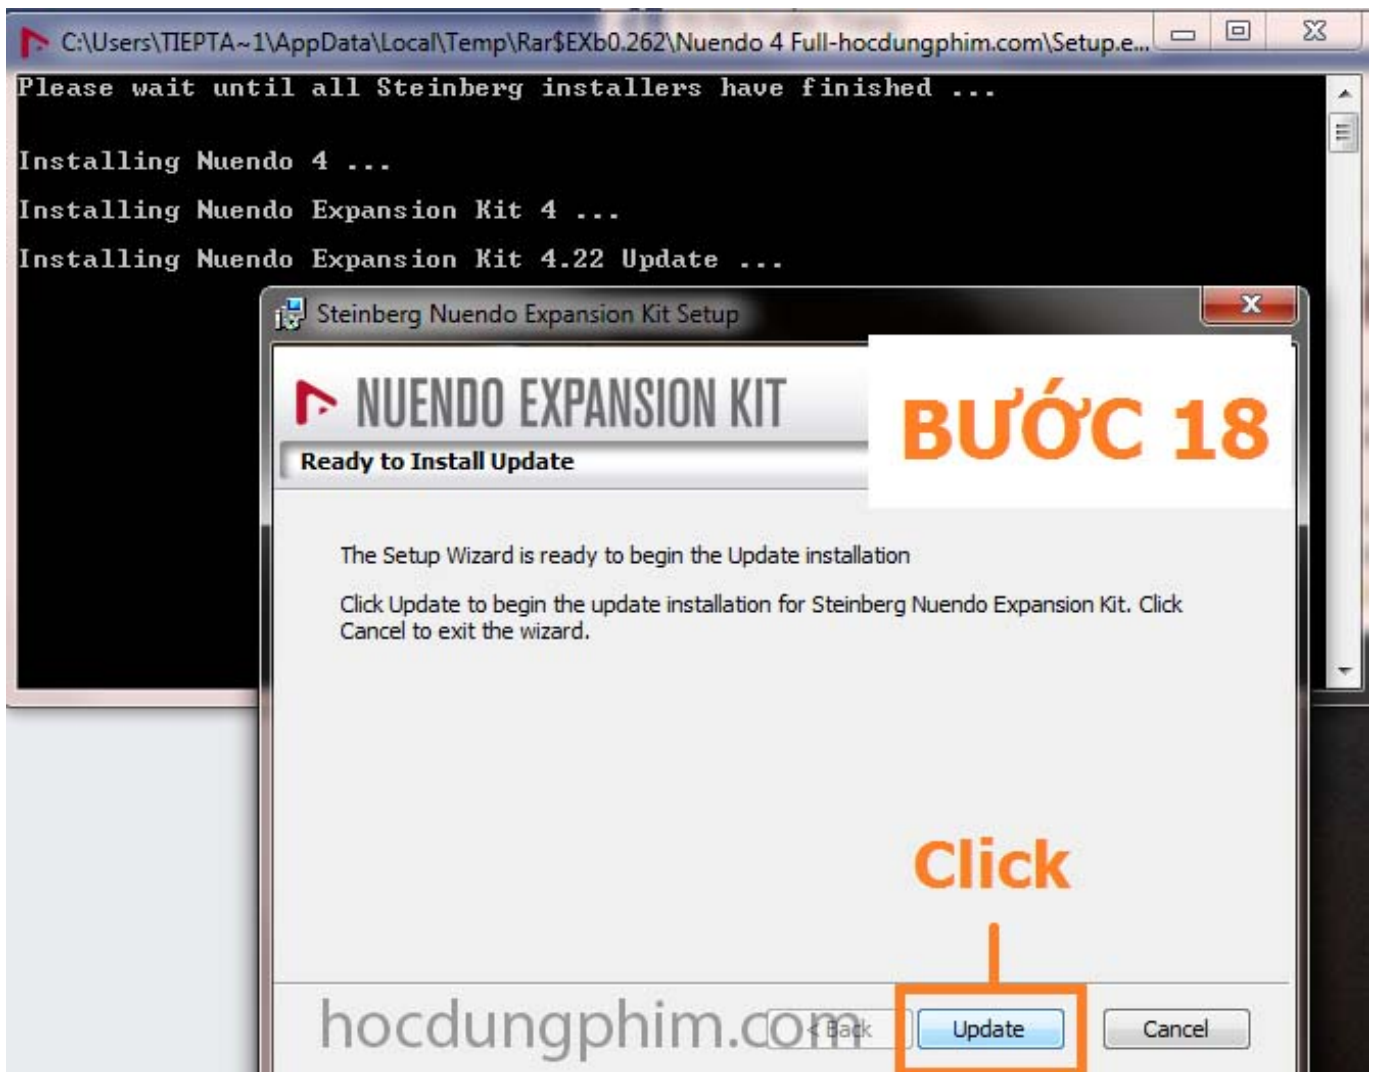 C:\Users\TIEPTA~1\AppData\Local\Temp\Rar$EXb0.262\Nuendo 4 Full-hocdungphim.com\Setup.e...
Please wait until all Steinberg installers have finished ...
Installing Nuendo 4 ...
Installing Nuendo Expansion Kit 4 ...
Installing Nuendo Expansion Kit 4.22 Update ...
Steinberg Nuendo Expansion Kit Setup
NUENDO EXPANSION KIT
BƯỚC 18
Ready to Install Update
The Setup Wizard is ready to begin the Update installation
Click Update to begin the update installation for Steinberg Nuendo Expansion Kit. Click
Cancel to exit the wizard.
Click
hocdungphim.com
< Back
Update
Cancel